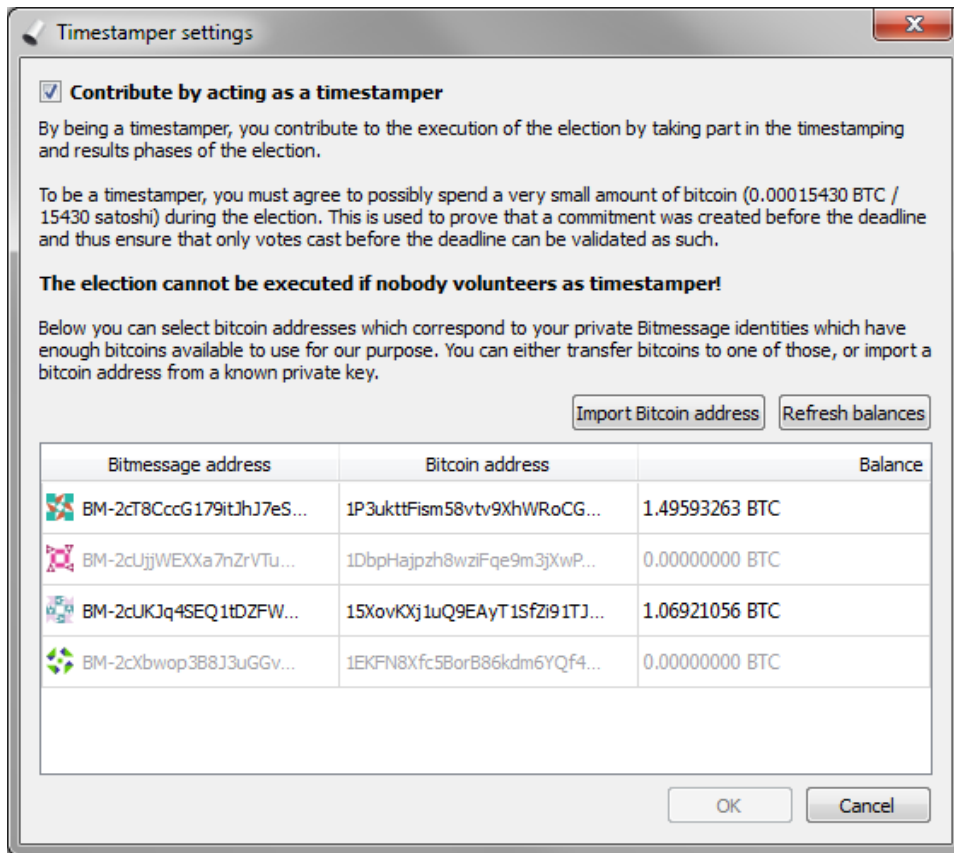 Timestamper settings
Contribute by acting as a timestamper
By being a timestamper, you contribute to the execution of the election by taking part in the timestamping
and results phases of the election.
To be a timestamper, you must agree to possibly spend a very small amount of bitcoin (0.00015430 BTC /
15430 satoshi) during the election. This is used to prove that a commitment was created before the deadline
and thus ensure that only votes cast before the deadline can be validated as such.
The election cannot be executed if nobody volunteers as timestamper!
Below you can select bitcoin addresses which correspond to your private Bitmessage identities which have
enough bitcoins available to use for our purpose. You can either transfer bitcoins to one of those, or import a
bitcoin address from a known private key.
Import Bitcoin address Refresh balances
Bitmessage address Bitcoin address Balance
BM-2cT8CccG179itJhJ7eS... 1P3ukttFism58vtv9XhWRoCG... 1.49593263 BTC
BM-2cUjjWEXXa7nZrVTu... 1DbpHajpzh8wziFqe9m3jXwP... 0.00000000 BTC
BM-2cUKJq4SEQ1tDZFW... 15XovKXj1uQ9EAyT1SfZi91TJ... 1.06921056 BTC
BM-2cXbwop3B8J3uGGv... 1EKFN8Xfc5BorB86kdm6YQf4... 0.00000000 BTC
OK Cancel